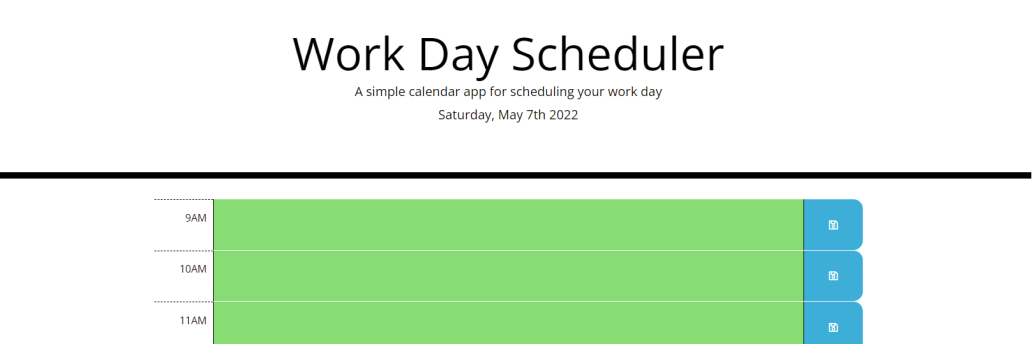 Work Day Scheduler
A simple calendar app for scheduling your work day
Saturday, May 7th 2022
9AM
10AM
11AM